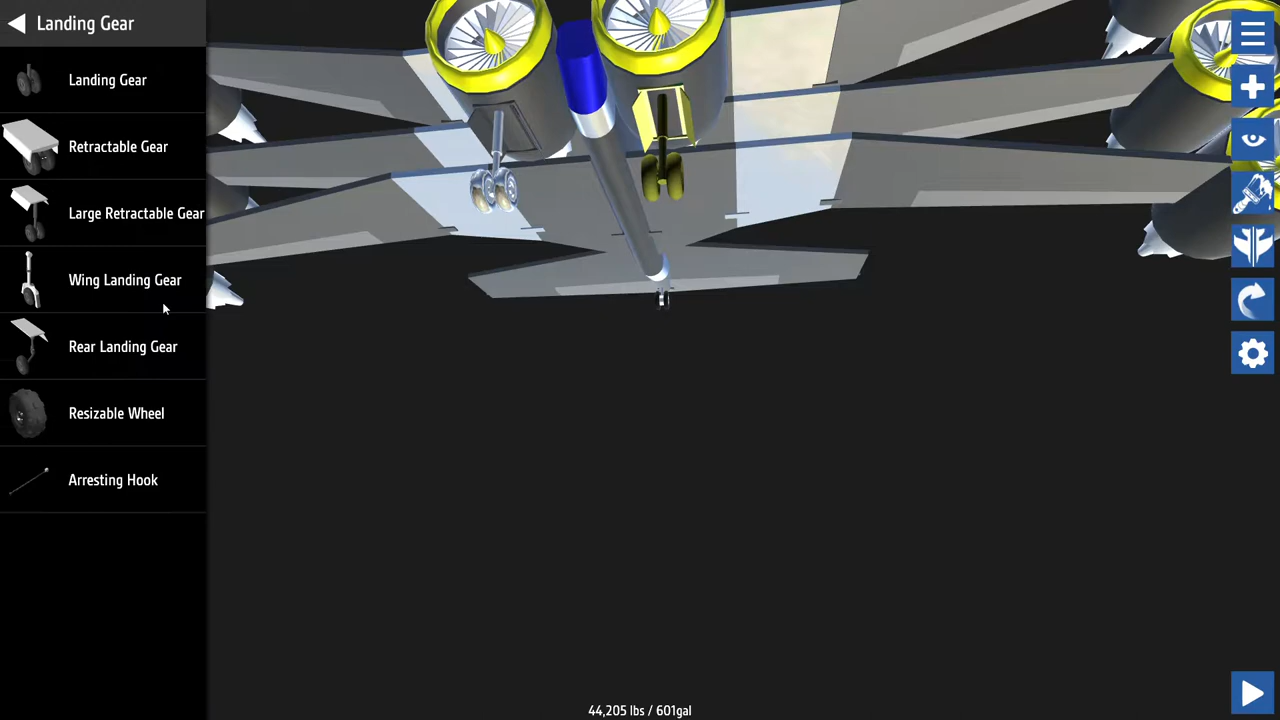 Landing Gear
Landing Gear
Retractable Gear
Large Retractable Gear
Wing Landing Gear
Rear Landing Gear
Resizable Wheel
Arresting Hook
44,205 lbs / 601gal